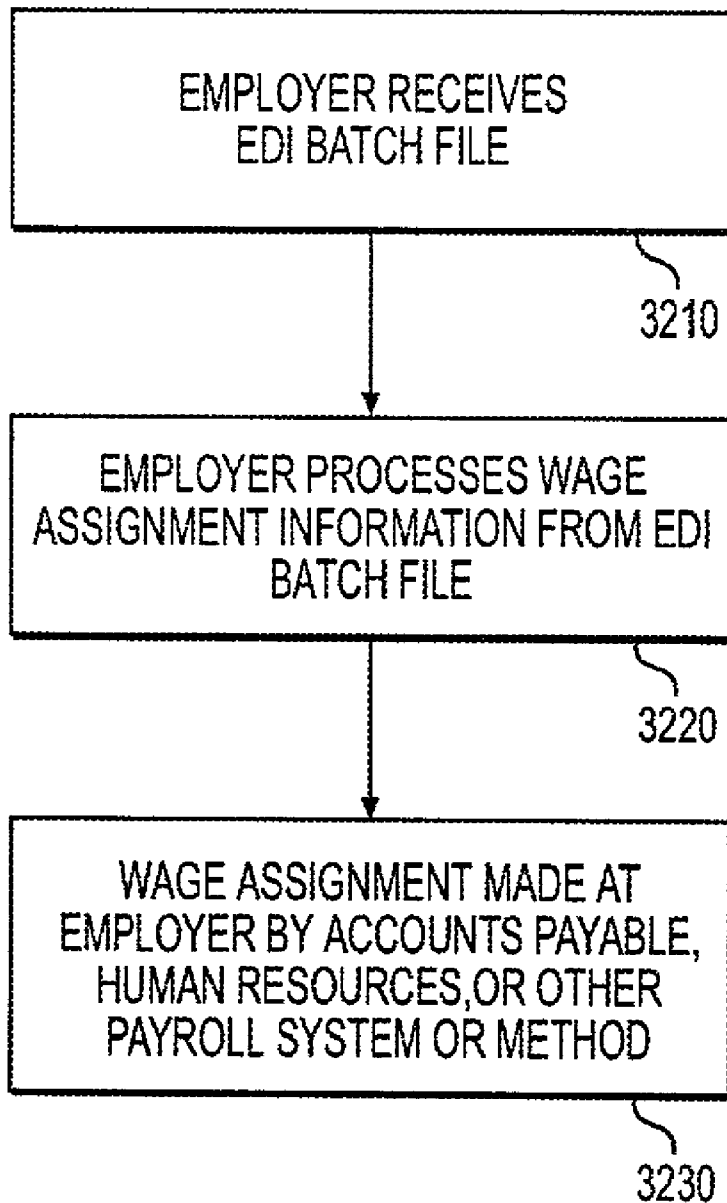 EMPLOYER RECEIVES
EDI BATCH FILE
3210
EMPLOYER PROCESSES WAGE
ASSIGNMENT INFORMATION FROM EDI
BATCH FILE
3220
WAGE ASSIGNMENT MADE AT
EMPLOYER BY ACCOUNTS PAYABLE,
HUMAN RESOURCES,OR OTHER
PAYROLL SYSTEM OR METHOD
3230